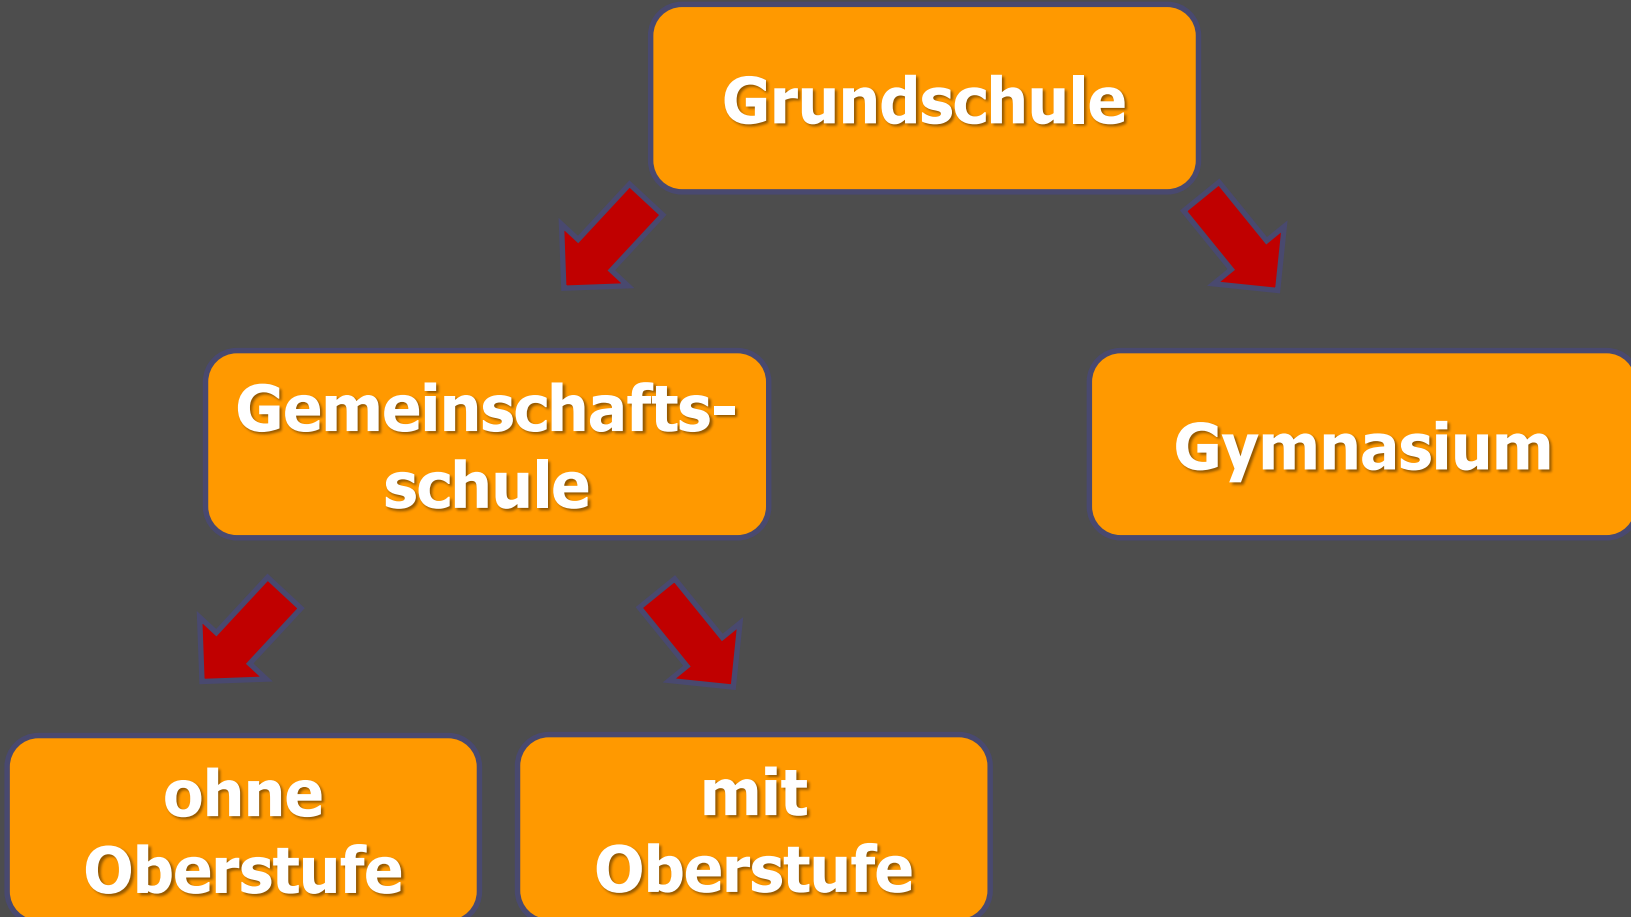 Grundschule
Gemeinschafts-
schule
Gymnasium
ohne
Oberstufe
mit
Oberstufe